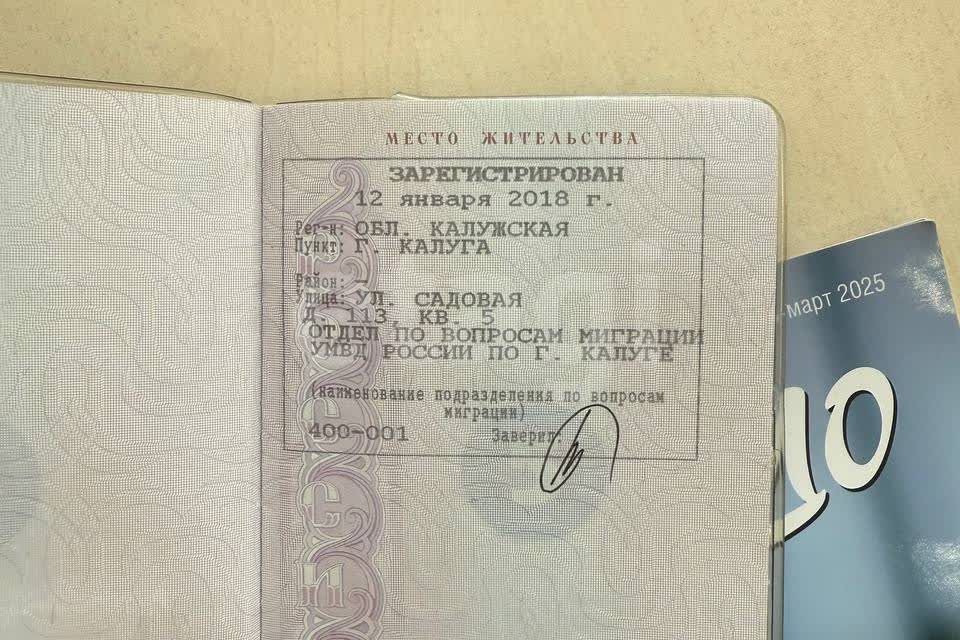 МЕСТО ЖИТЕЛЬСТВА
ЗАРЕГИСТРИРОВАН
12 января 2018 г.
Рег-н: ОБЛ. КАЛУЖСКАЯ
Пункт: Г. КАЛУГА
Район:
Улица: УЛ. САДОВАЯ
Д. 113, КВ. 5
ОТДЕЛ ПО ВОПРОСАМ МИГРАЦИИ
УМВД РОССИИ ПО Г. КАЛУГЕ
(наименование подразделения по вопросам
миграции)
400-001 Заверил:
март 2025